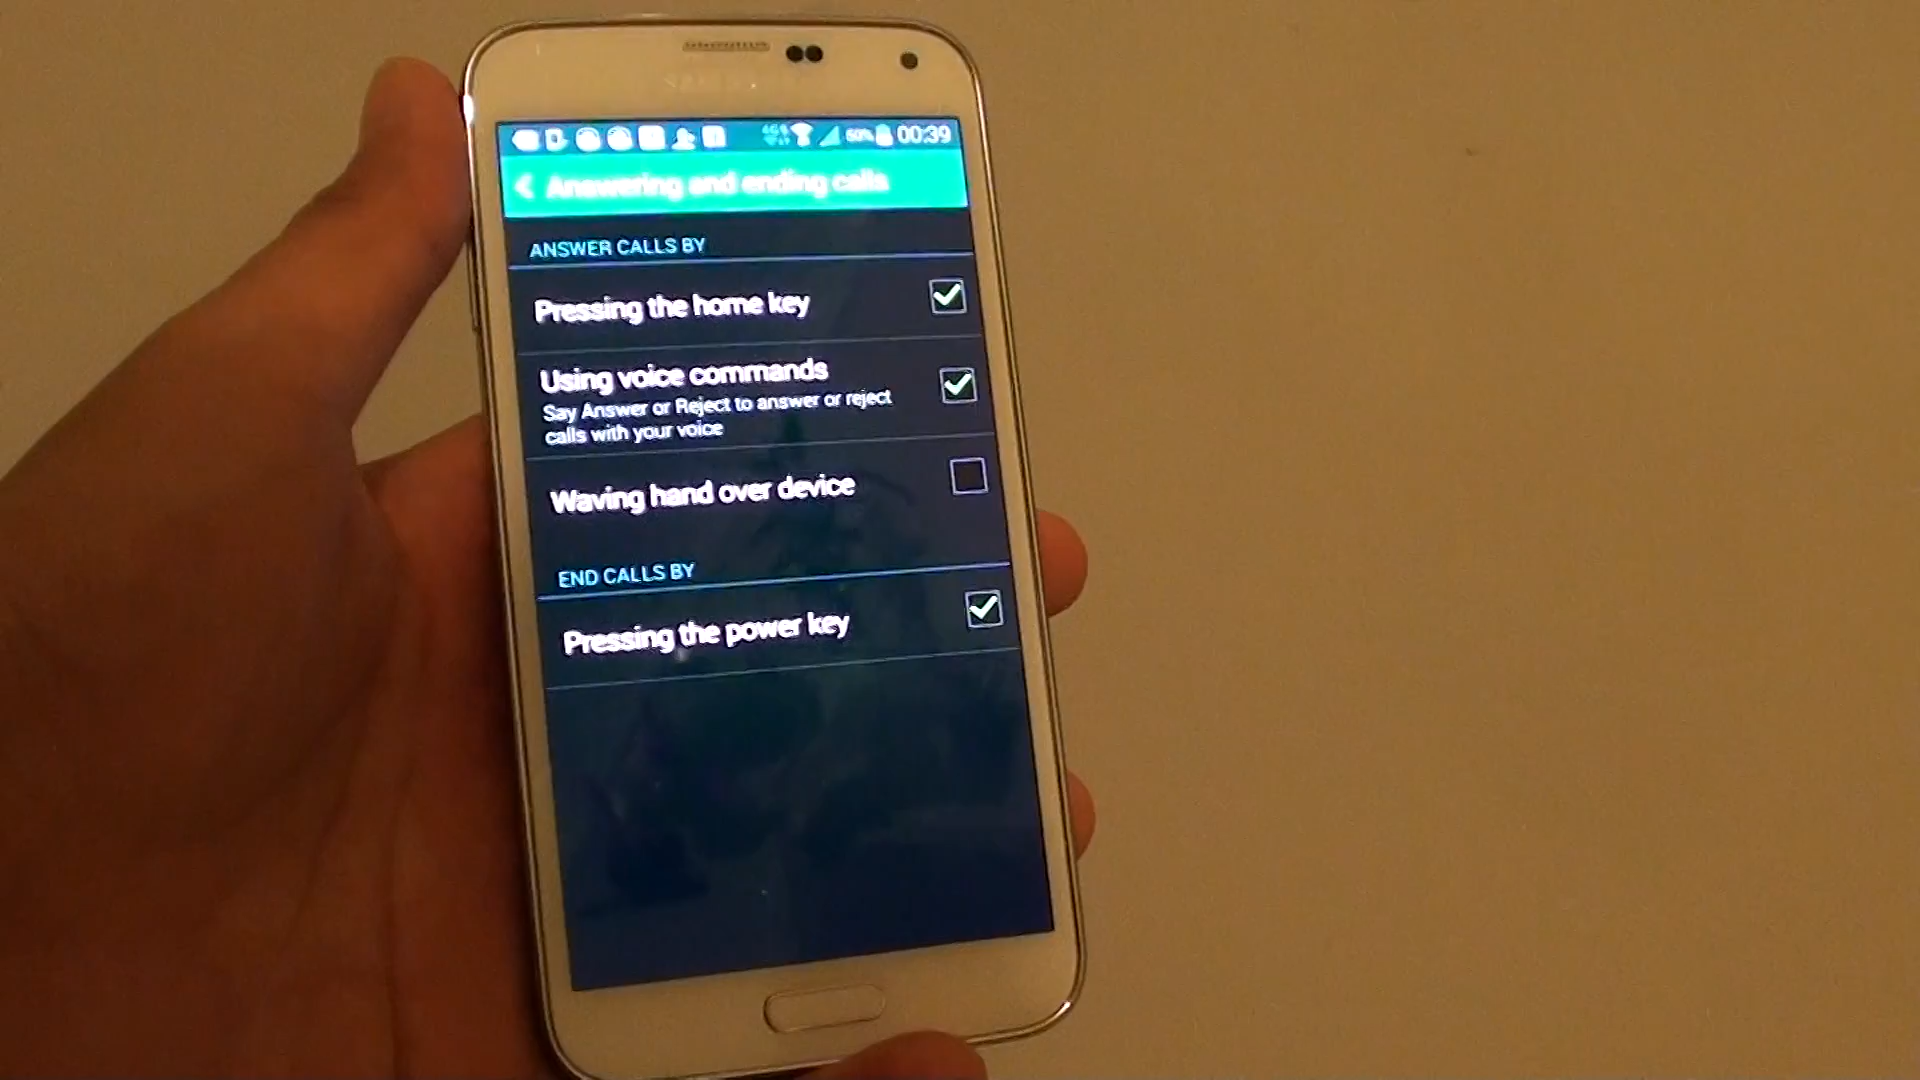 SAMSUNG
50% 00:39
Answering and ending calls
ANSWER CALLS BY
Pressing the home key
Using voice commands
Say Answer or Reject to answer or reject
calls with your voice
Waving hand over device
END CALLS BY
Pressing the power key